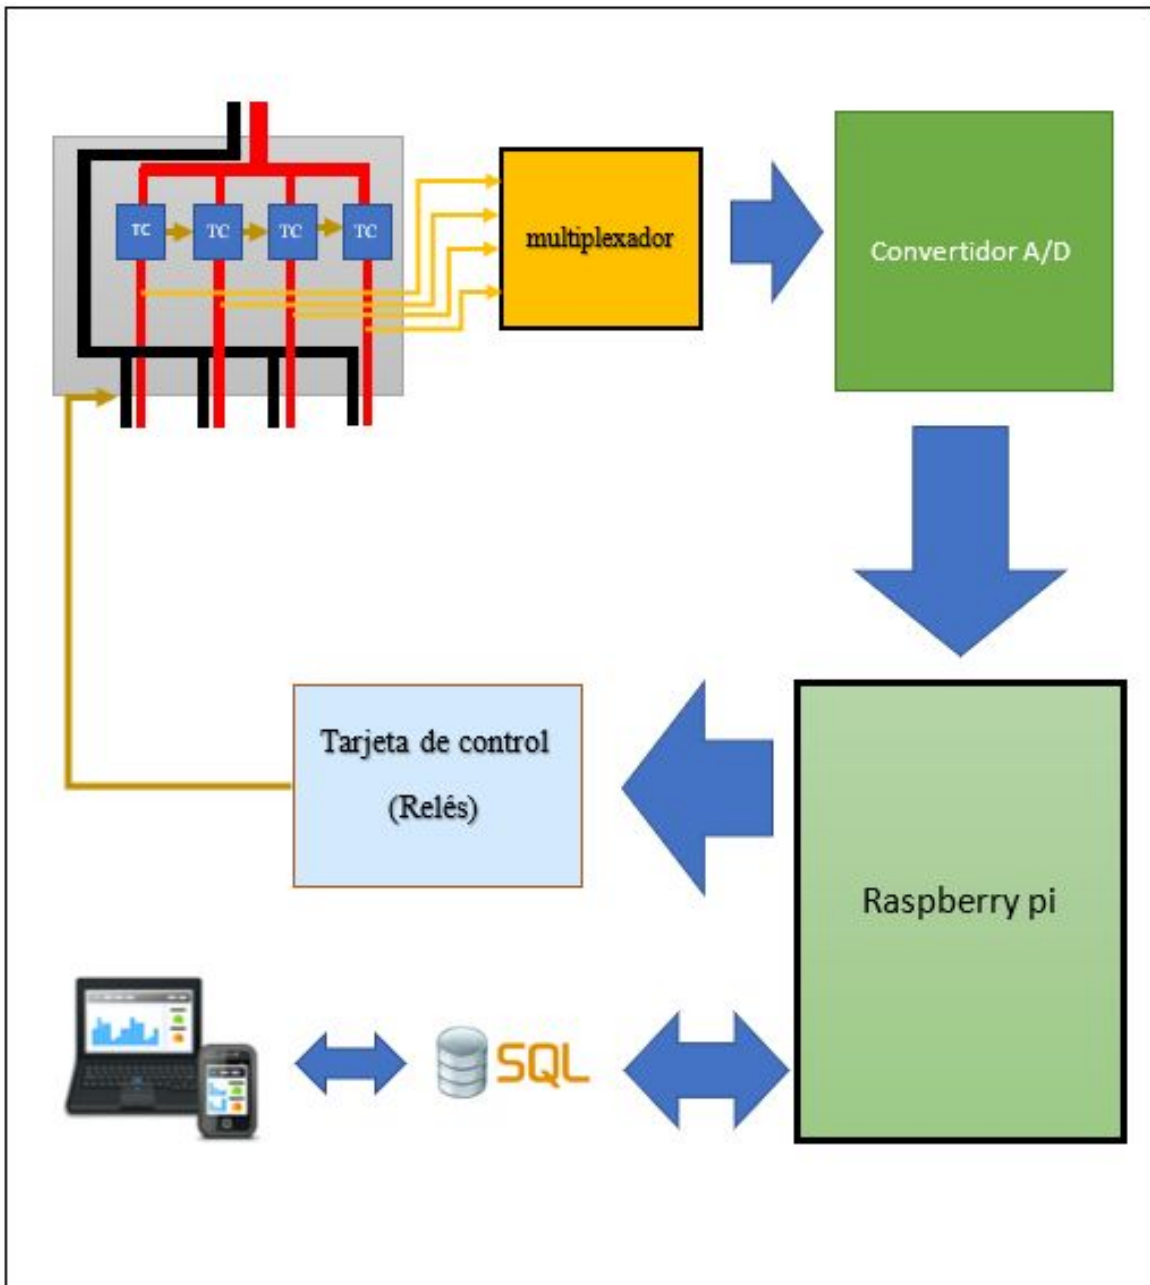 TC
TC
TC
TC
multiplexador
Convertidor A/D
Tarjeta de control
(Relés)
Raspberry pi
SQL